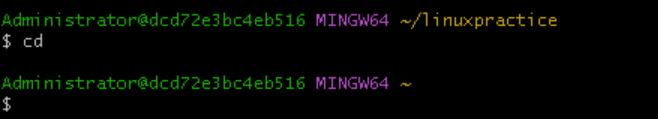 Administrator@dcd72e3bc4eb516 MINGW64 ~/linuxpractice
$ cd
Administrator@dcd72e3bc4eb516 MINGW64 ~
$